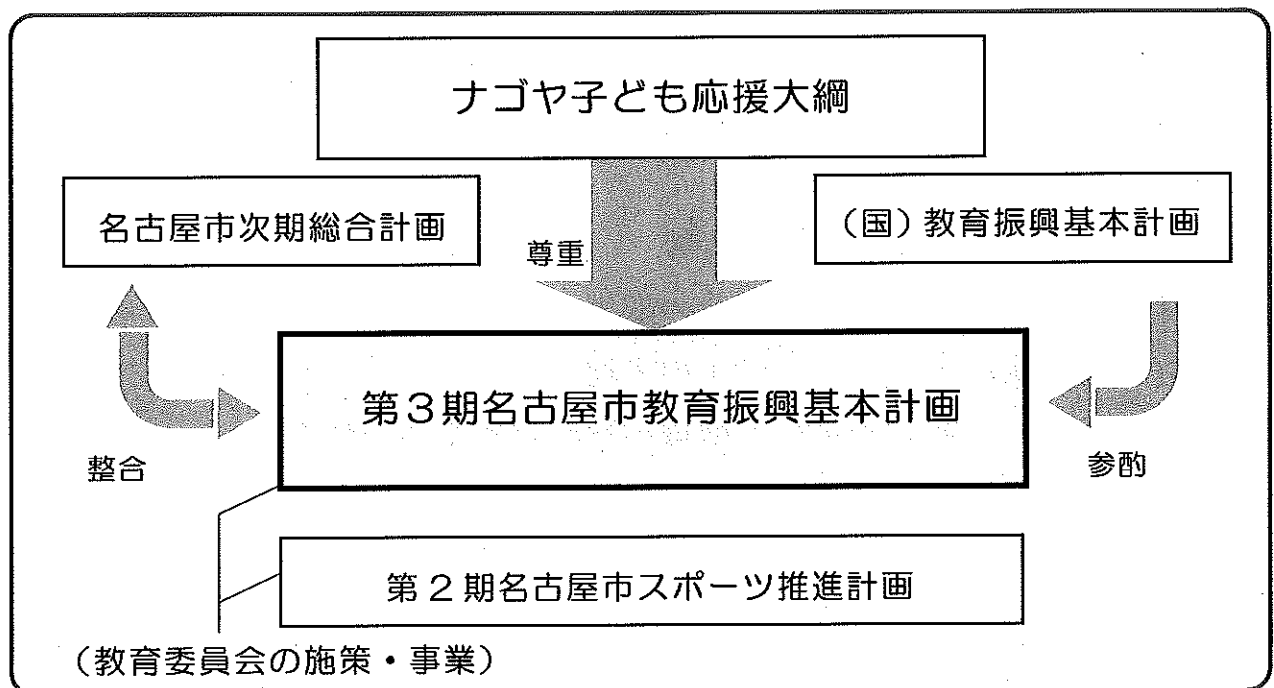 ナゴヤ子ども応援大綱
名古屋市次期総合計画
(国)教育振興基本計画
尊重
第3期名古屋市教育振興基本計画
整合
参酌
第2期名古屋市スポーツ推進計画
(教育委員会の施策・事業)